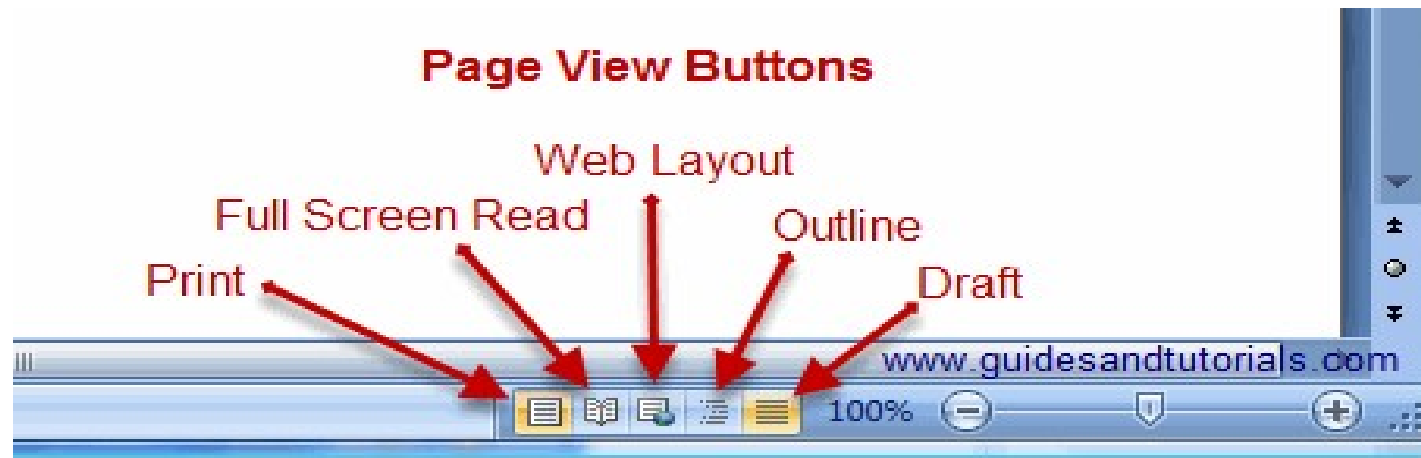 Page View Buttons
Web Layout
Full Screen Read
Outline
Print
Draft
www.guidesandtutorials.com
100%